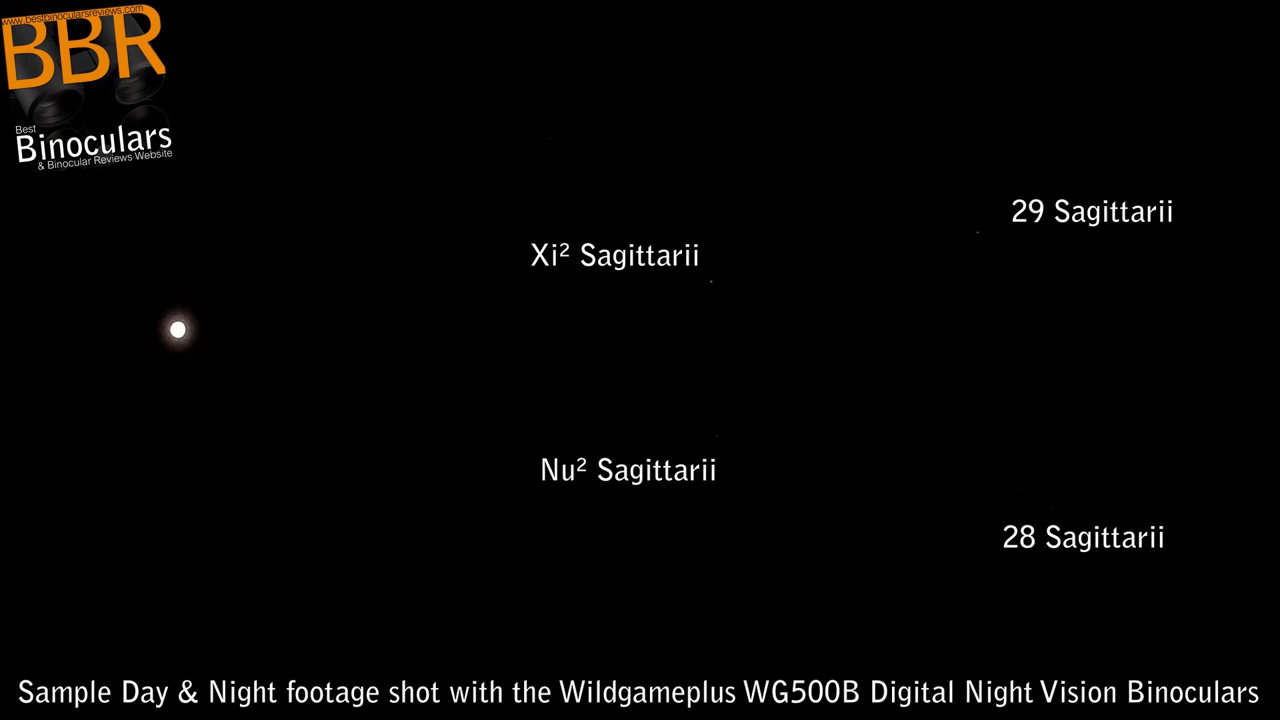 www.bestbinocularsreviews.com
BBR
Best
Binoculars
& Binocular Reviews Website
29 Sagittarii
Xi² Sagittarii
Nu² Sagittarii
28 Sagittarii
Sample Day & Night footage shot with the Wildgameplus WG500B Digital Night Vision Binoculars